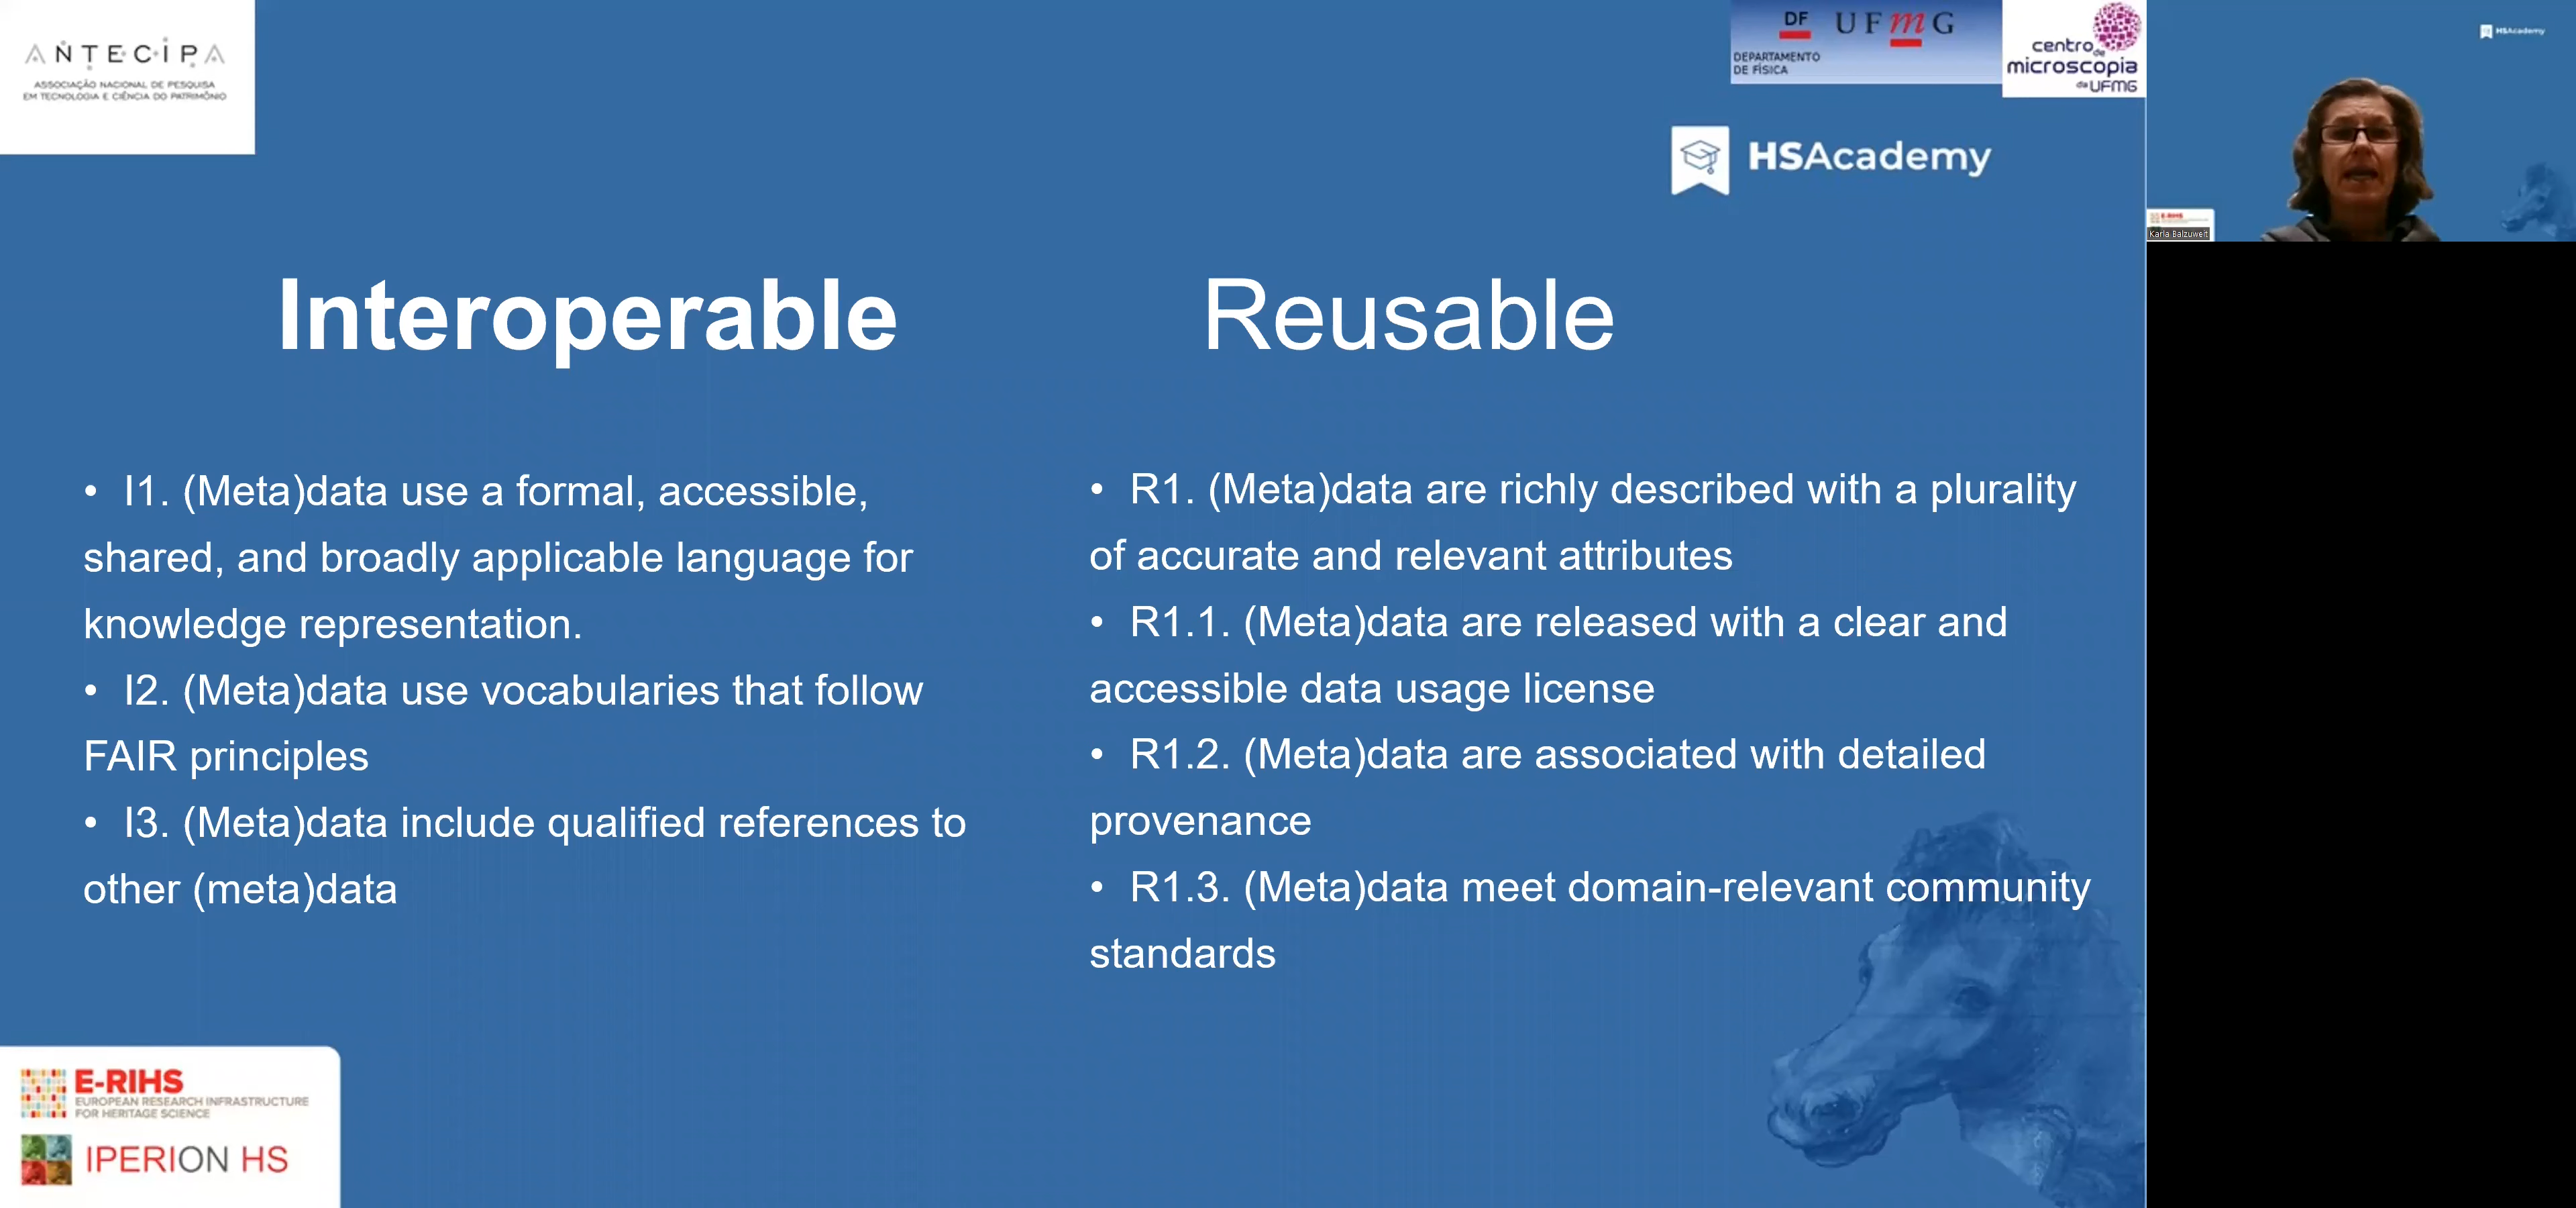 ANTECIPA
ASSOCIAÇÃO NACIONAL DE PESQUISA
EM TECNOLOGIA E CIÊNCIA DO PATRIMÔNIO
DF UFmG
DEPARTAMENTO
DE FÍSICA
centro de
microscopia
da UFMG
HSAcademy
HSAcademy
E-RIHS
Karla Balzuweit
Interoperable
• I1. (Meta)data use a formal, accessible,
shared, and broadly applicable language for
knowledge representation.
• I2. (Meta)data use vocabularies that follow
FAIR principles
• I3. (Meta)data include qualified references to
other (meta)data
Reusable
• R1. (Meta)data are richly described with a plurality
of accurate and relevant attributes
• R1.1. (Meta)data are released with a clear and
accessible data usage license
• R1.2. (Meta)data are associated with detailed
provenance
• R1.3. (Meta)data meet domain-relevant community
standards
E-RIHS
EUROPEAN RESEARCH INFRASTRUCTURE
FOR HERITAGE SCIENCE
IPERION HS